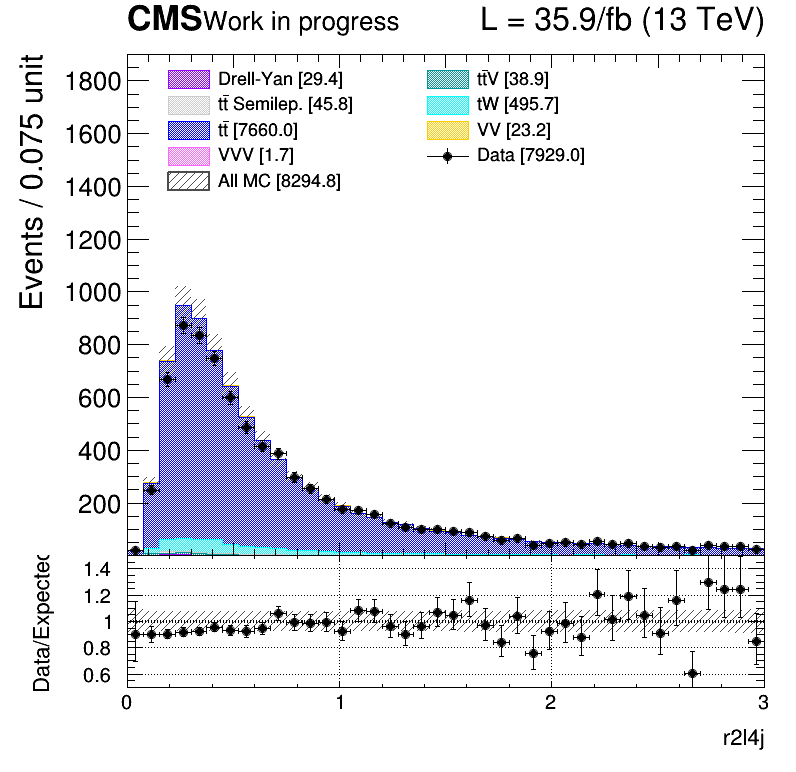 CMS Work in progress L = 35.9/fb (13 TeV)
Events / 0.075 unit
1800
1600
1400
1200
1000
800
600
400
200
Drell-Yan [29.4]
tt̄ Semilep. [45.8]
tt̄ [7660.0]
VVV [1.7]
All MC [8294.8]
tt̄V [38.9]
tW [495.7]
VV [23.2]
Data [7929.0]
Data/Expected
1.4
1.2
1
0.8
0.6
0 1 2 3
r2l4j